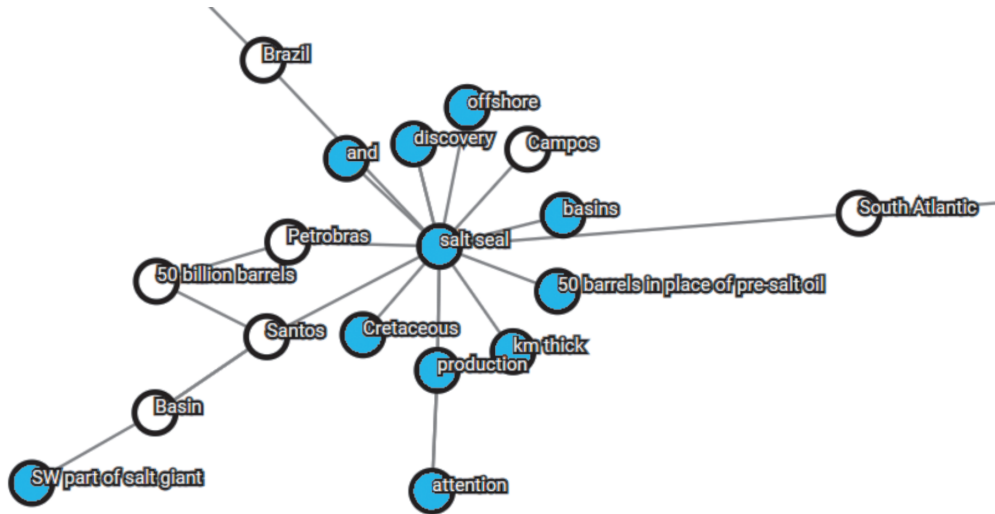 Brazil
offshore
discovery
Campos
and
basins
South Atlantic
Petrobras
salt seal
50 billion barrels
50 barrels in place of pre-salt oil
Santos
Cretaceous
km thick
production
Basin
SW part of salt giant
attention